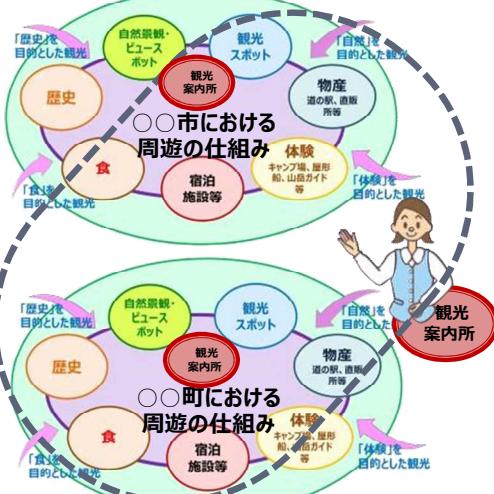 「歴史」を
目的とした観光
自然景観・
ビュース
ポット
観光
スポット
「自然」を
目的とした観光
観光
案内所
歴史
物産
道の駅、直販
所等
○○市における
周遊の仕組み
食
宿泊
施設等
体験
キャンプ場、屋形
船、山岳ガイド
等
「食」を
目的とした観光
「体験」を
目的とした観光
「歴史」を
目的とした観光
自然景観・
ビュース
ポット
観光
スポット
「自然」を
目的とした
観光
案内所
観光
案内所
歴史
物産
道の駅、直販
所等
○○町における
周遊の仕組み
食
宿泊
施設等
体験
キャンプ場、屋形
船、山岳ガイド
等
「食」を
目的とした観光
「体験」を
目的とした観光